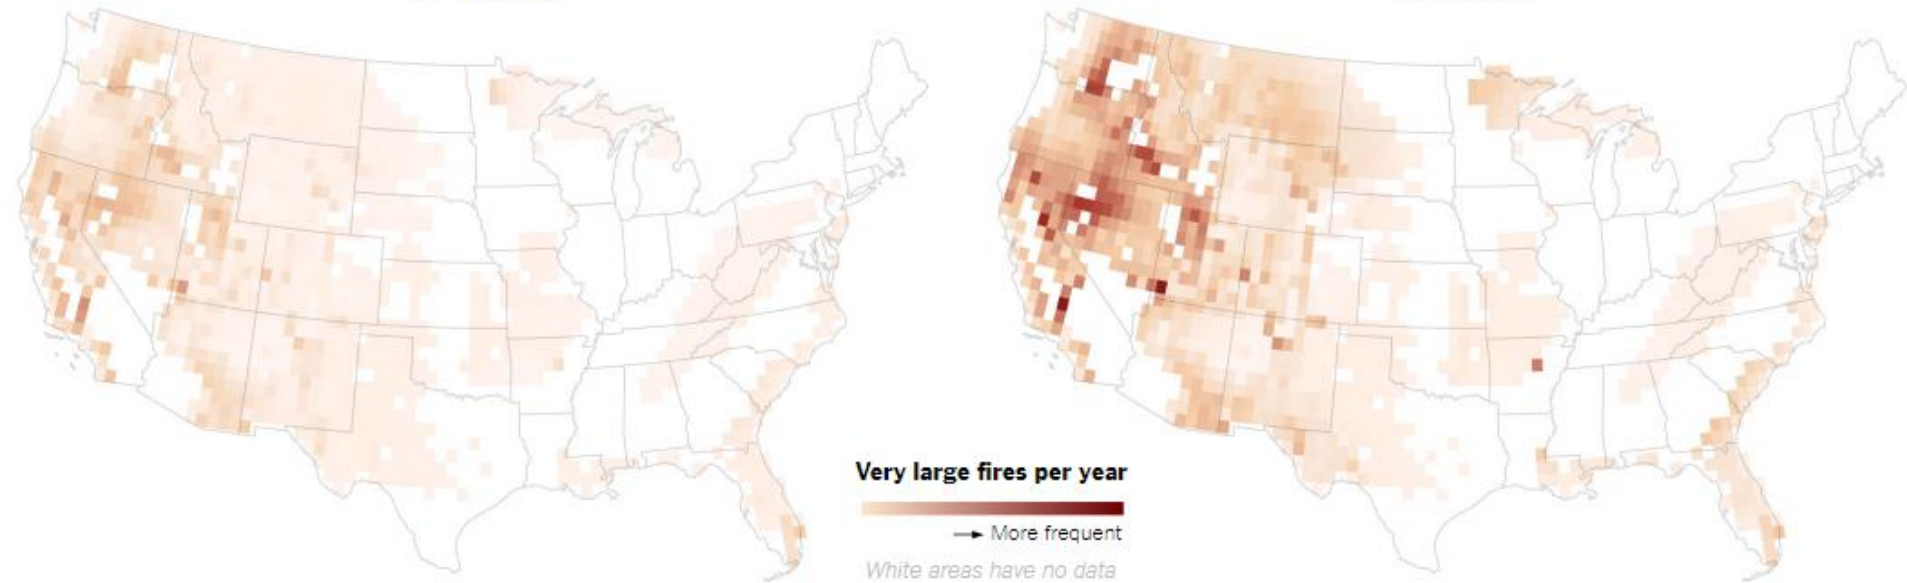 Very large fires per year
→ More frequent
White areas have no data